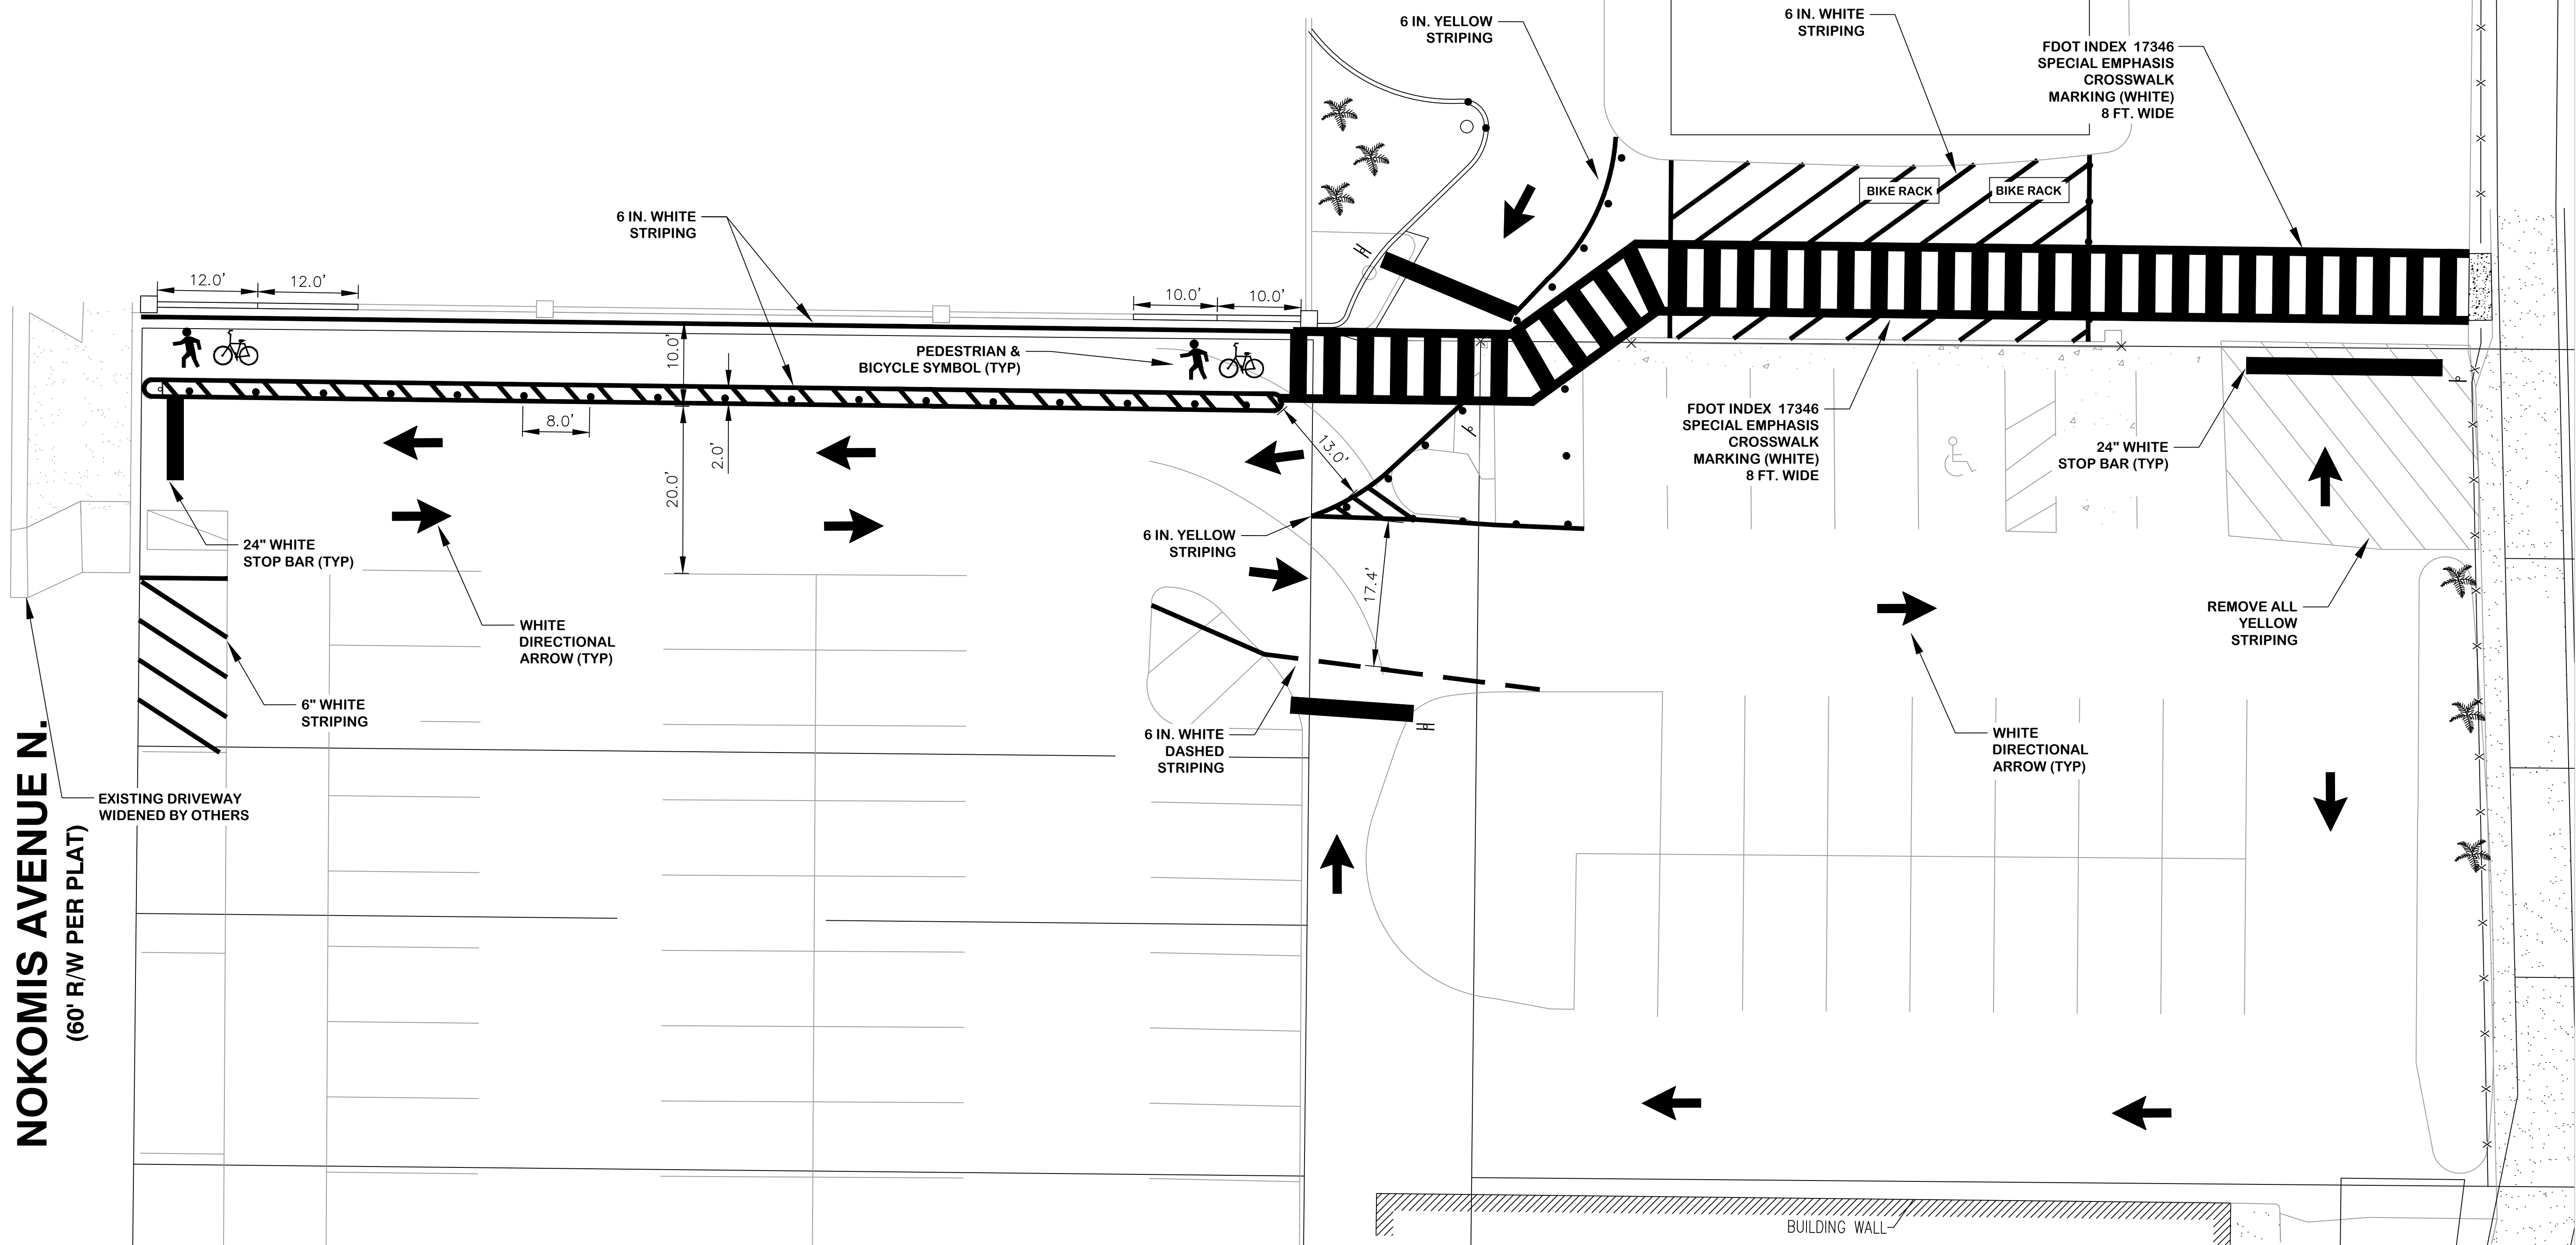 6 IN. YELLOW
STRIPING
6 IN. WHITE
STRIPING
FDOT INDEX 17346
SPECIAL EMPHASIS
CROSSWALK
MARKING (WHITE)
8 FT. WIDE
BIKE RACK
BIKE RACK
6 IN. WHITE
STRIPING
12.0'
12.0'
10.0'
10.0'
10.0'
PEDESTRIAN &
BICYCLE SYMBOL (TYP)
8.0'
2.0'
20.0'
13.0'
FDOT INDEX 17346
SPECIAL EMPHASIS
CROSSWALK
MARKING (WHITE)
8 FT. WIDE
24" WHITE
STOP BAR (TYP)
6 IN. YELLOW
STRIPING
24" WHITE
STOP BAR (TYP)
17.4'
WHITE
DIRECTIONAL
ARROW (TYP)
REMOVE ALL
YELLOW
STRIPING
6" WHITE
STRIPING
6 IN. WHITE
DASHED
STRIPING
WHITE
DIRECTIONAL
ARROW (TYP)
EXISTING DRIVEWAY
WIDENED BY OTHERS
NOKOMIS AVENUE N.
(60' R/W PER PLAT)
BUILDING WALL